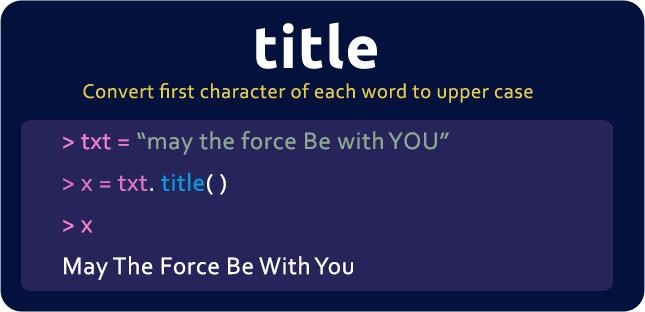 title
Convert first character of each word to upper case
> txt = “may the force Be with YOU”
> x = txt. title( )
> x
May The Force Be With You